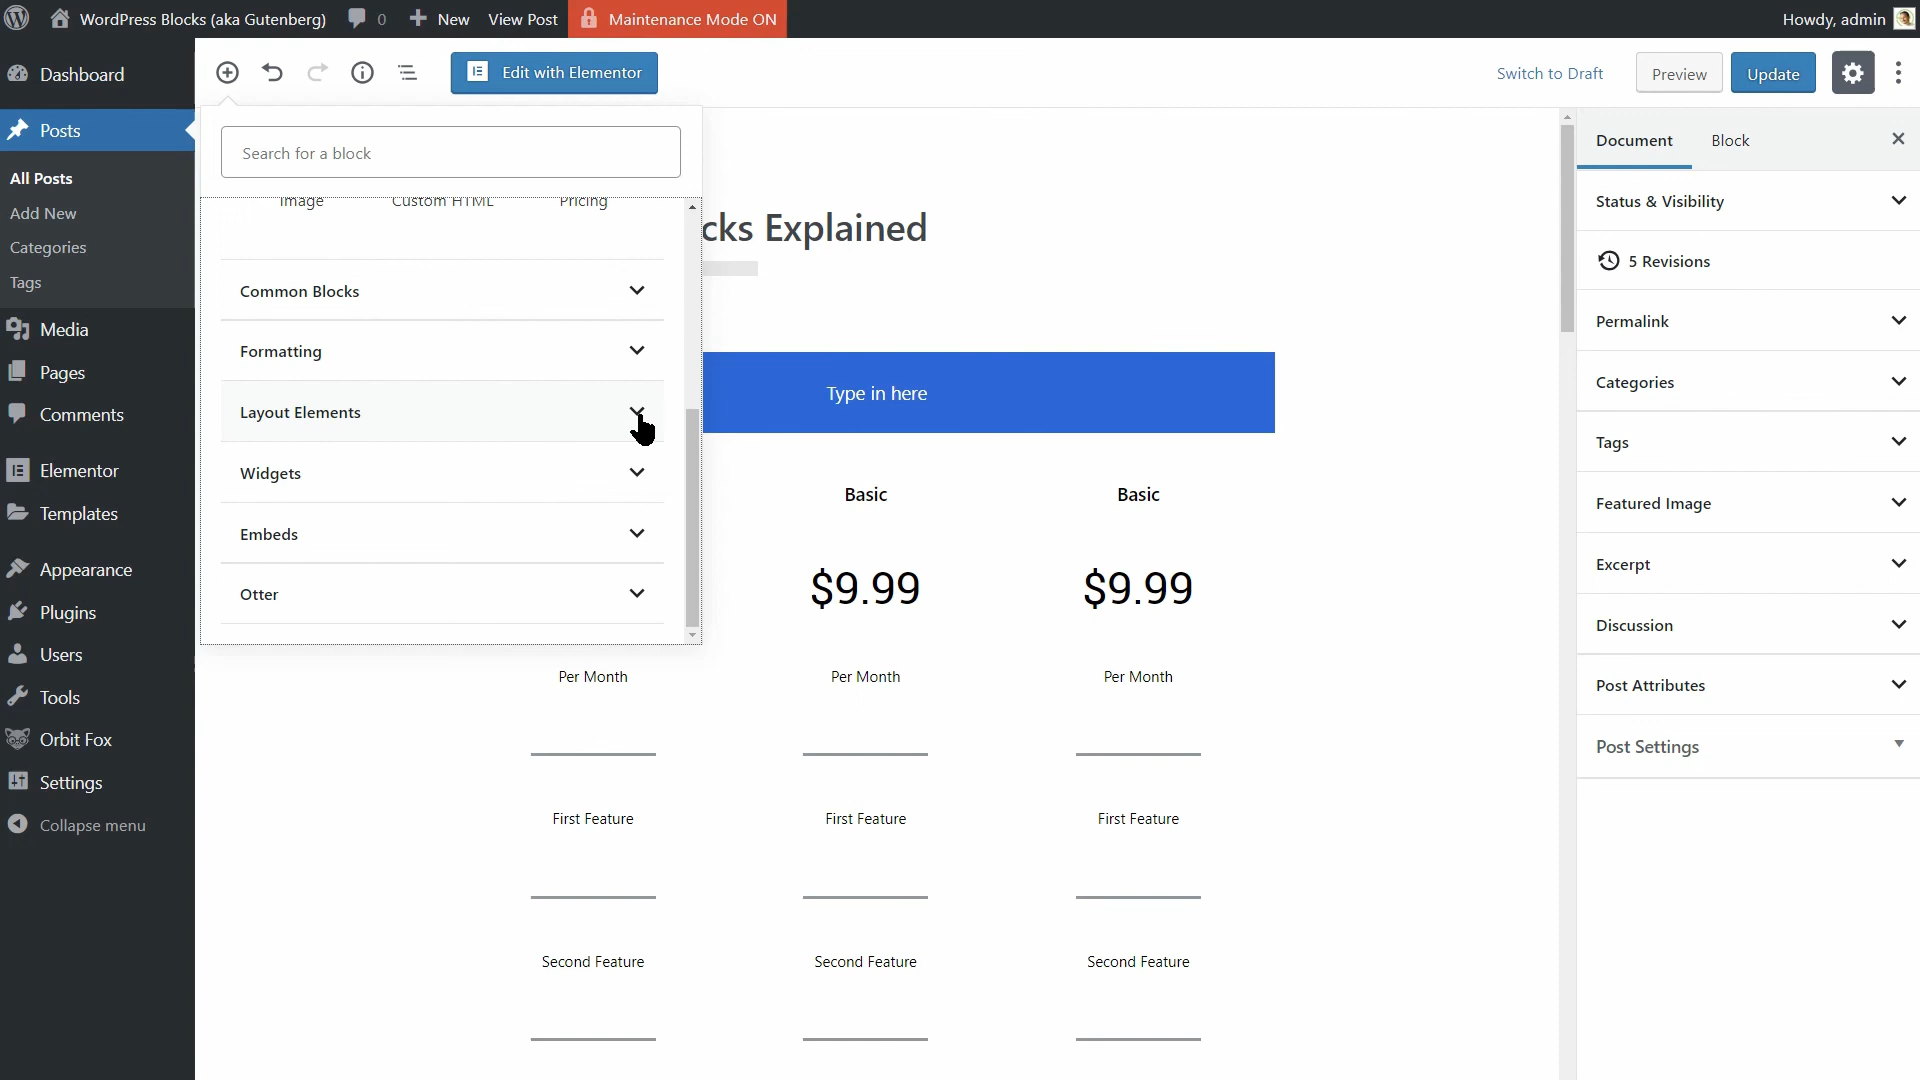 WordPress Blocks (aka Gutenberg) 0 New View Post Maintenance Mode ON Howdy, admin
Dashboard
Posts
All Posts
Add New
Categories
Tags
Media
Pages
Comments
Elementor
Templates
Appearance
Plugins
Users
Tools
Orbit Fox
Settings
Collapse menu
Edit with Elementor Switch to Draft Preview Update
Search for a block
Image Custom HTML Pricing
Common Blocks
Formatting
Layout Elements
Widgets
Embeds
Otter
cks Explained
Type in here
Basic Basic
$9.99 $9.99
Per Month Per Month Per Month
First Feature First Feature First Feature
Second Feature Second Feature Second Feature
Document Block
Status & Visibility
5 Revisions
Permalink
Categories
Tags
Featured Image
Excerpt
Discussion
Post Attributes
Post Settings